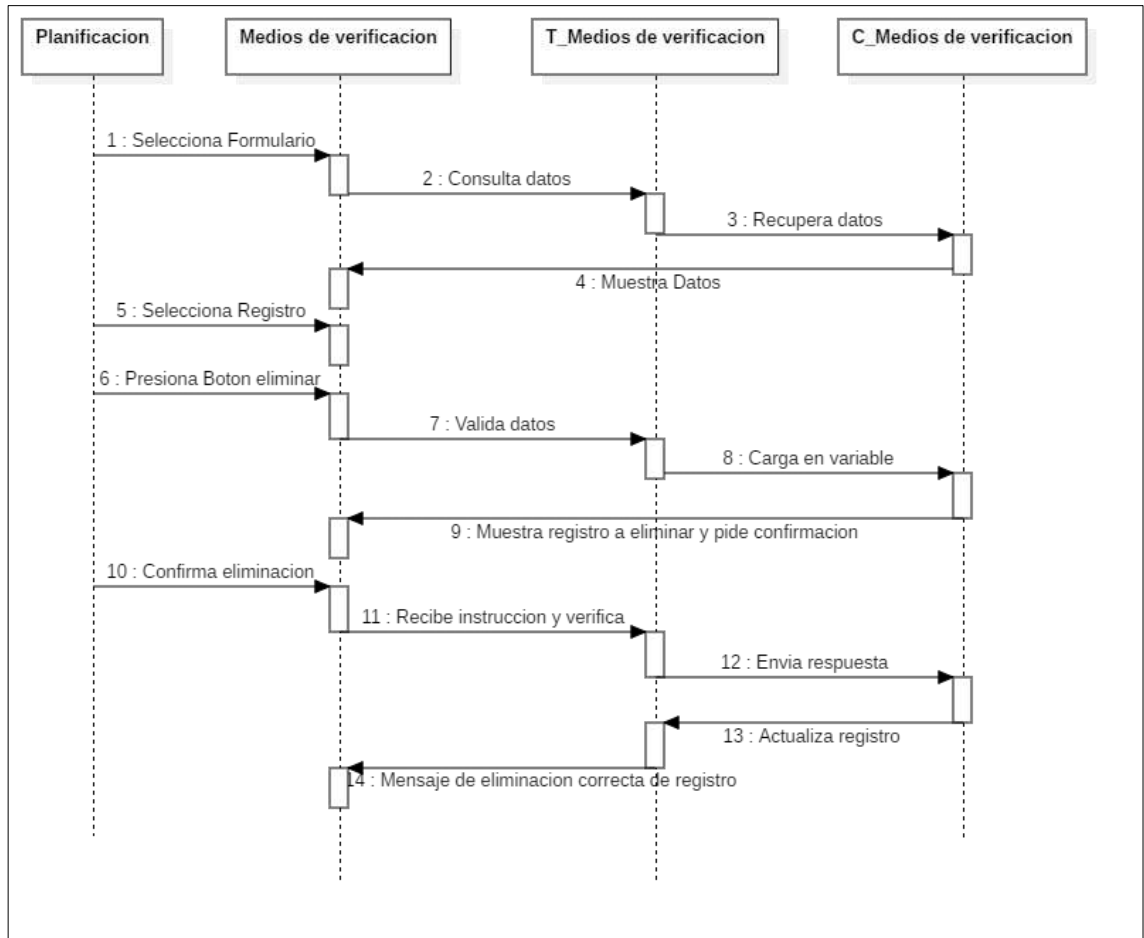 Planificacion
Medios de verificacion
T_Medios de verificacion
C_Medios de verificacion
1 : Selecciona Formulario
2 : Consulta datos
3 : Recupera datos
4 : Muestra Datos
5 : Selecciona Registro
6 : Presiona Boton eliminar
7 : Valida datos
8 : Carga en variable
9 : Muestra registro a eliminar y pide confirmacion
10 : Confirma eliminacion
11 : Recibe instruccion y verifica
12 : Envia respuesta
13 : Actualiza registro
14 : Mensaje de eliminacion correcta de registro